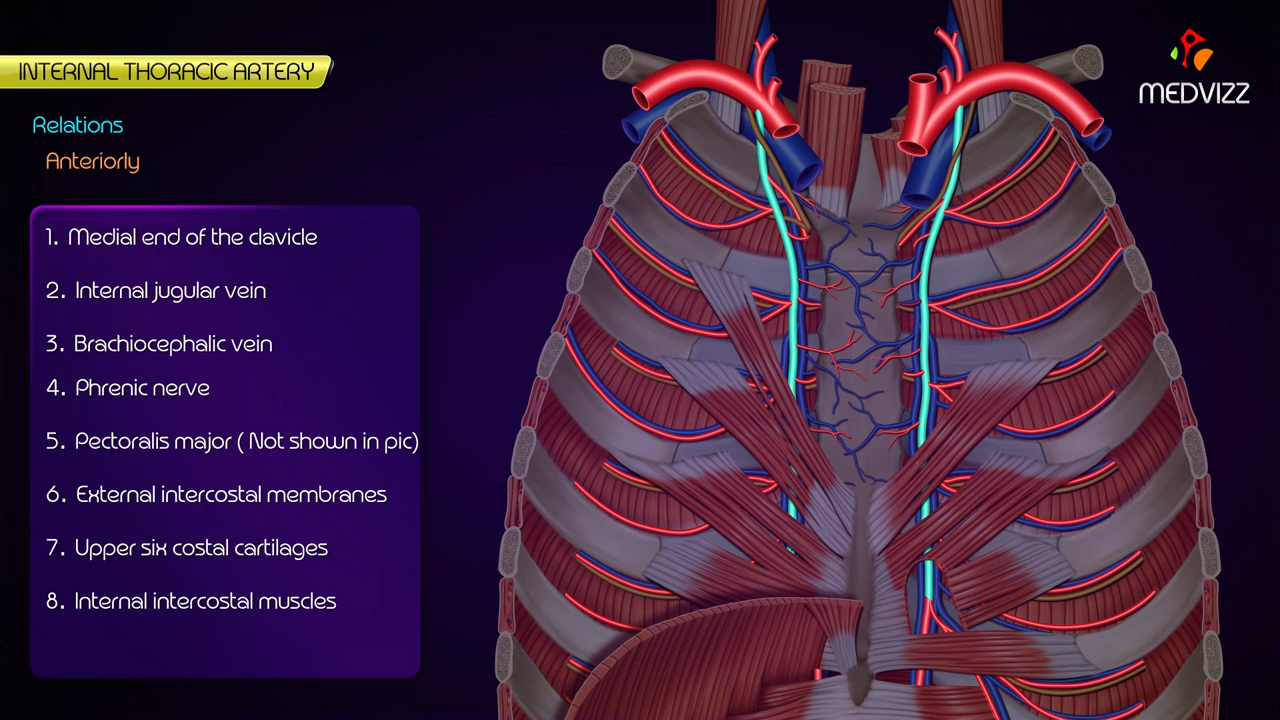 INTERNAL THORACIC ARTERY
MEDVIZZ
Relations
Anteriorly
1. Medial end of the clavicle
2. Internal jugular vein
3. Brachiocephalic vein
4. Phrenic nerve
5. Pectoralis major ( Not shown in pic)
6. External intercostal membranes
7. Upper six costal cartilages
8. Internal intercostal muscles